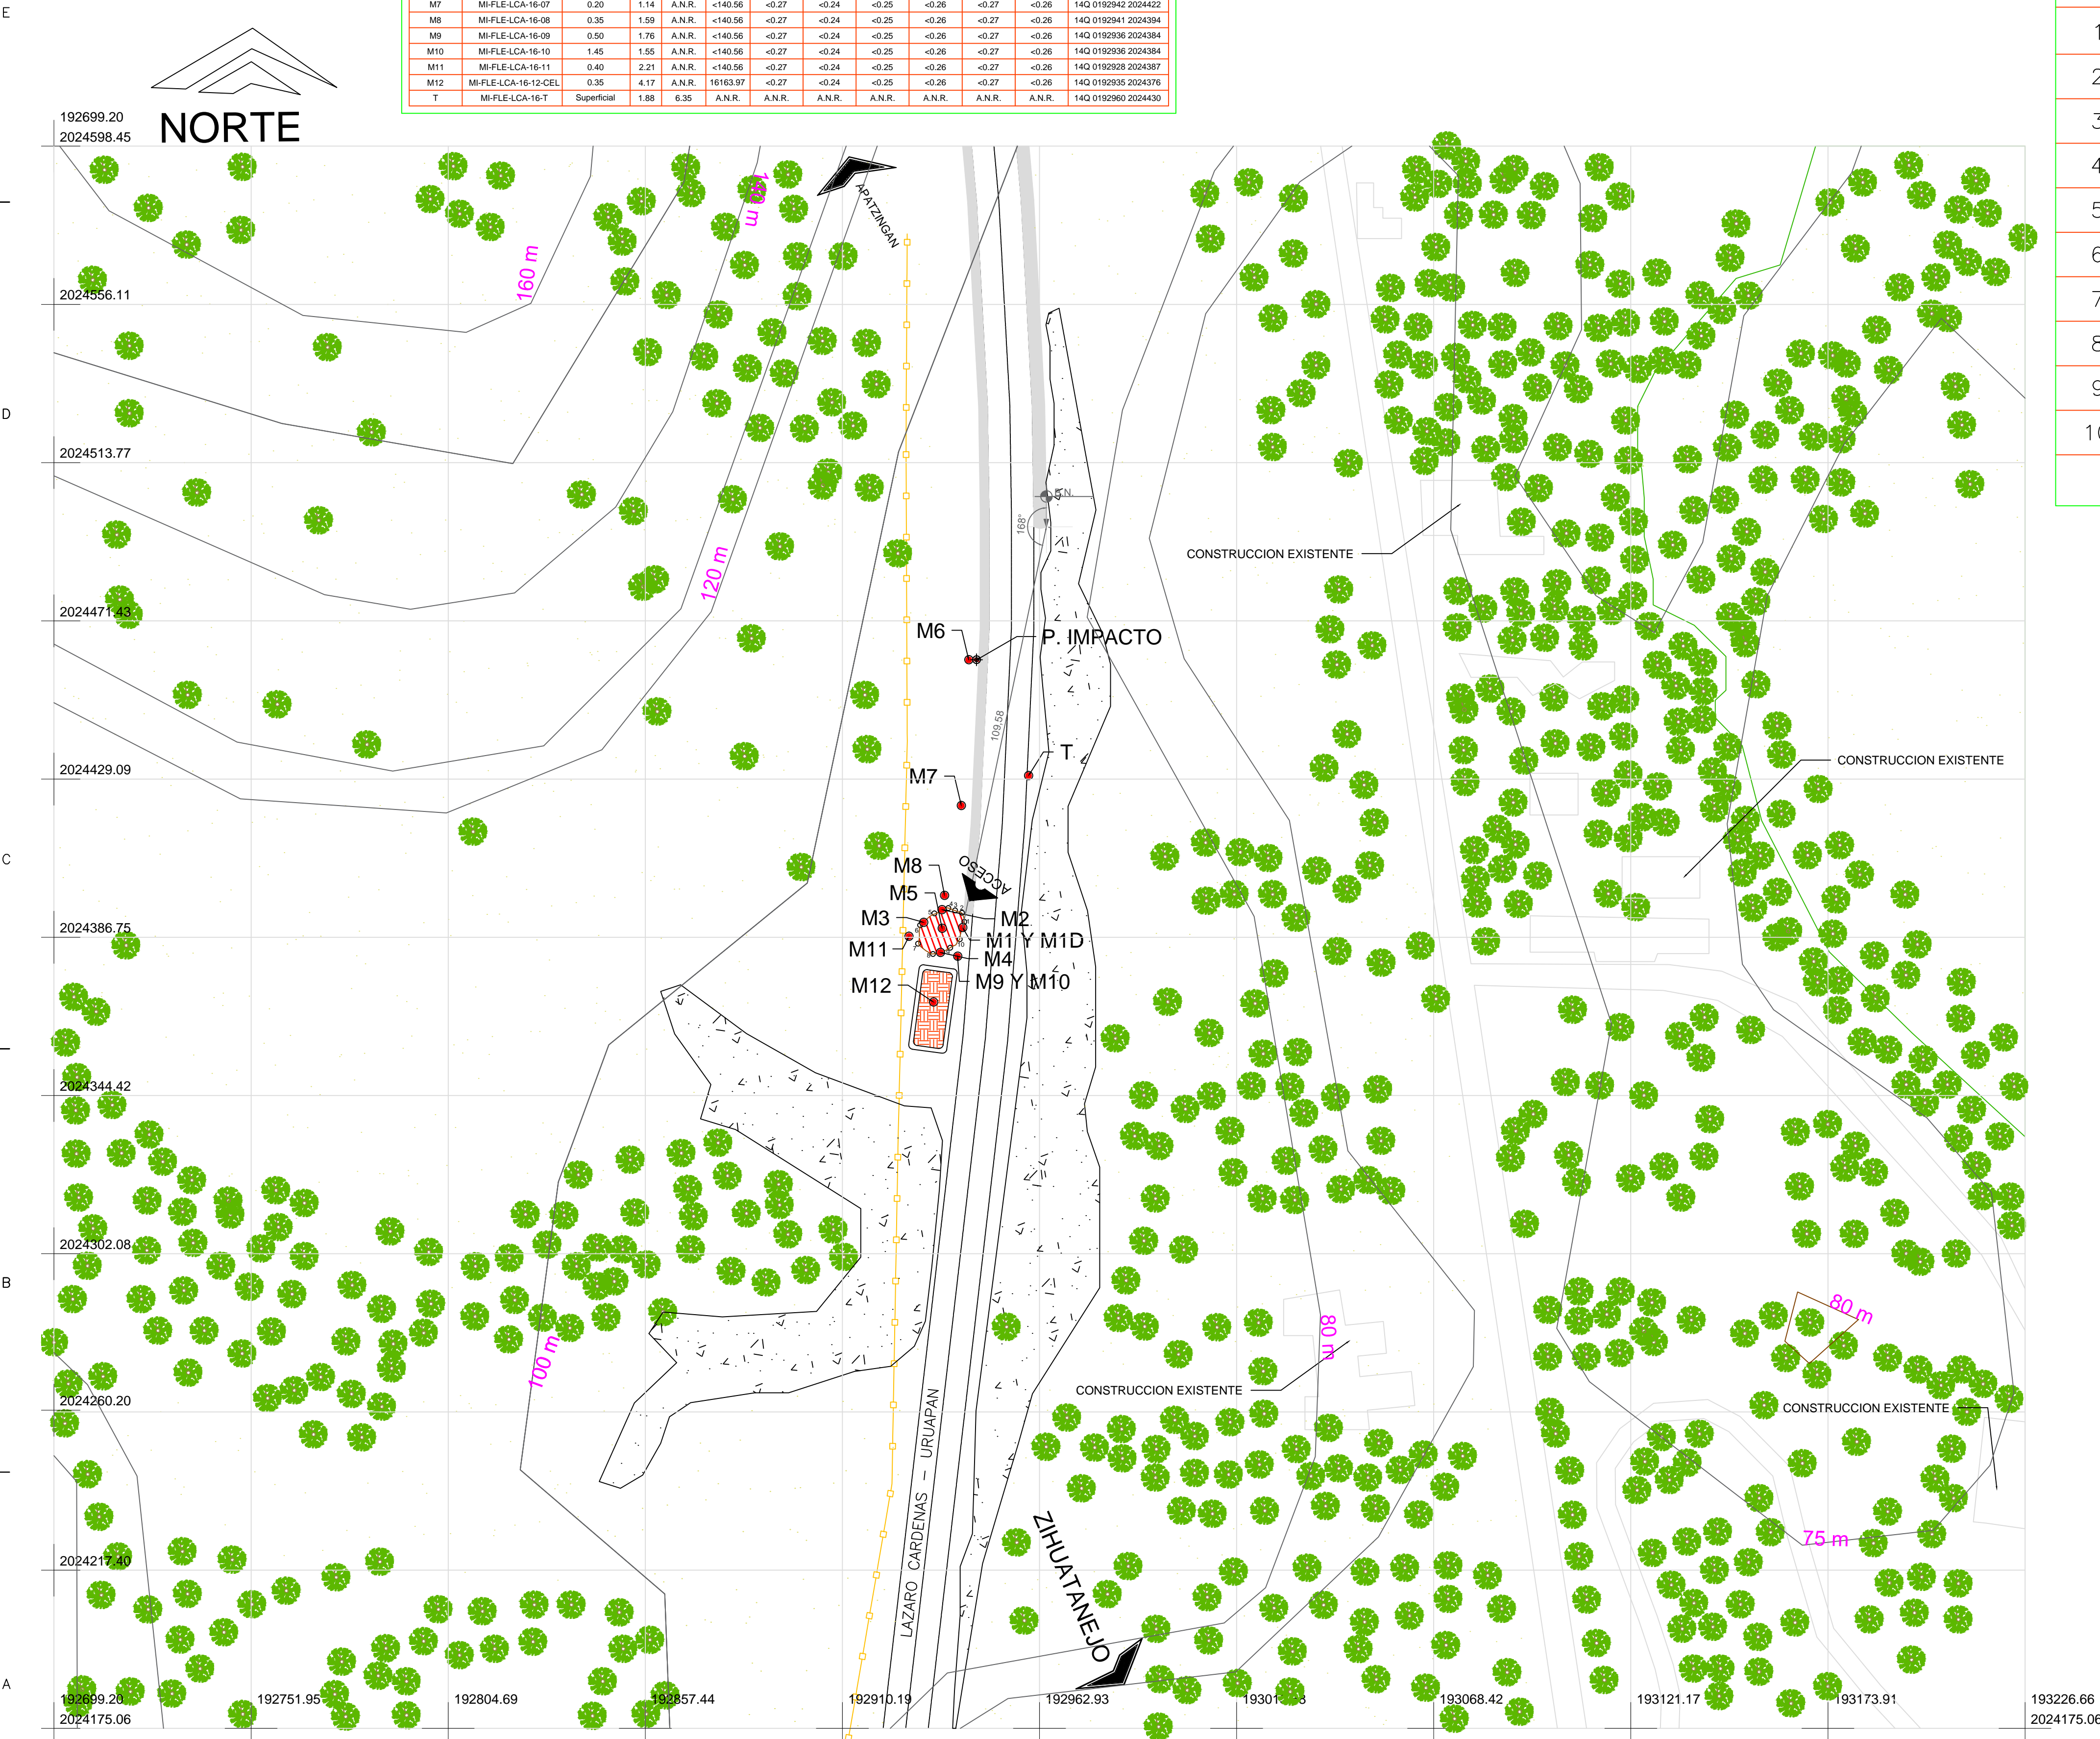 E
M7 MI-FLE-LCA-16-07 0.20 1.14 A.N.R. <140.56 <0.27 <0.24 <0.25 <0.26 <0.27 <0.26 14Q 0192942 2024422
M8 MI-FLE-LCA-16-08 0.35 1.59 A.N.R. <140.56 <0.27 <0.24 <0.25 <0.26 <0.27 <0.26 14Q 0192941 2024394
M9 MI-FLE-LCA-16-09 0.50 1.76 A.N.R. <140.56 <0.27 <0.24 <0.25 <0.26 <0.27 <0.26 14Q 0192936 2024384
M10 MI-FLE-LCA-16-10 1.45 1.55 A.N.R. <140.56 <0.27 <0.24 <0.25 <0.26 <0.27 <0.26 14Q 0192936 2024384
M11 MI-FLE-LCA-16-11 0.40 2.21 A.N.R. <140.56 <0.27 <0.24 <0.25 <0.26 <0.27 <0.26 14Q 0192928 2024387
M12 MI-FLE-LCA-16-12-CEL 0.35 4.17 A.N.R. 16163.97 <0.27 <0.24 <0.25 <0.26 <0.27 <0.26 14Q 0192935 2024376
T MI-FLE-LCA-16-T Superficial 1.88 6.35 A.N.R. A.N.R. A.N.R. A.N.R. A.N.R. A.N.R. A.N.R. 14Q 0192960 2024430
NORTE
1
2
3
4
5
6
7
8
9
10
192699.20
2024598.45
APATZINGAN
140 m
160 m
2024556.11
D
2024513.77
168°
CONSTRUCCION EXISTENTE
120 m
2024471.43
M6
P. IMPACTO
109.58
T
CONSTRUCCION EXISTENTE
2024429.09
M7
C
M8
ACCESO
M5
M3
M2
2024386.75
M1 Y M1D
M11
M4
M9 Y M10
M12
2024344.42
2024302.08
B
80 m
80 m
100 m
CONSTRUCCION EXISTENTE
2024260.20
CONSTRUCCION EXISTENTE
LAZARO CARDENAS - URUAPAN
ZIHUATANEJO
75 m
2024217.40
A
192699.20
2024175.06
192751.95
192804.69
192857.44
192910.19
192962.93
193068.42
193121.17
193173.91
193226.66
2024175.06